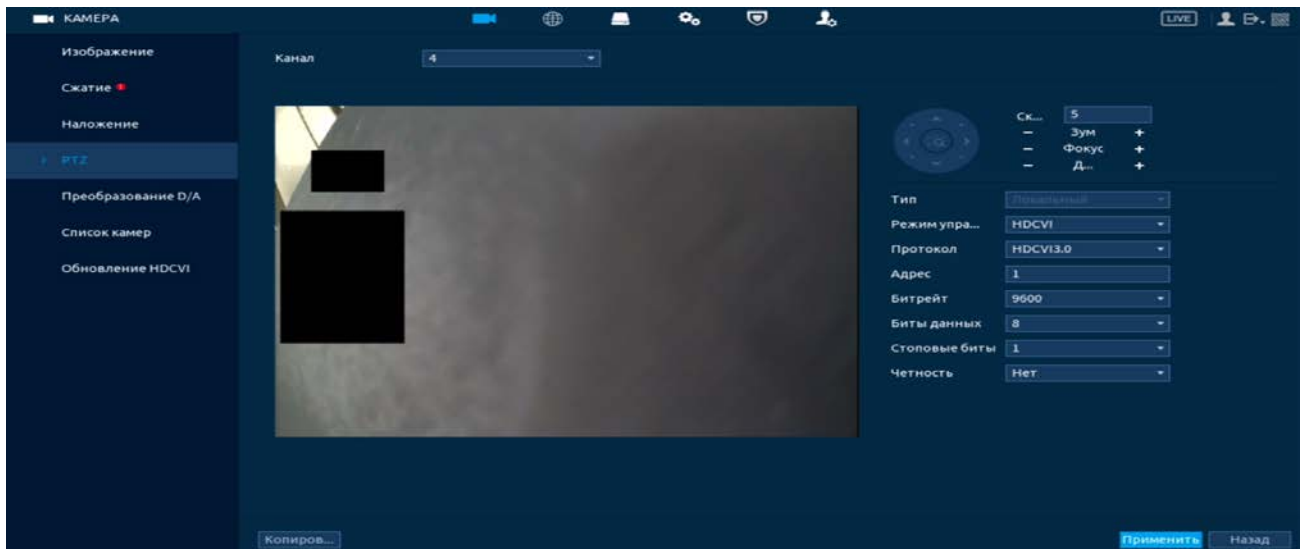 КАМЕРА
LIVE
Изображение
Сжатие
Наложение
PTZ
Преобразование D/A
Список камер
Обновление HDCVI
Канал 4
Ск... 5
− Зум +
− Фокус +
− Д... +
Тип Локальный
Режим упра... HDCVI
Протокол HDCVI3.0
Адрес 1
Битрейт 9600
Биты данных 8
Стоповые биты 1
Четность Нет
Копиров...
Применить Назад